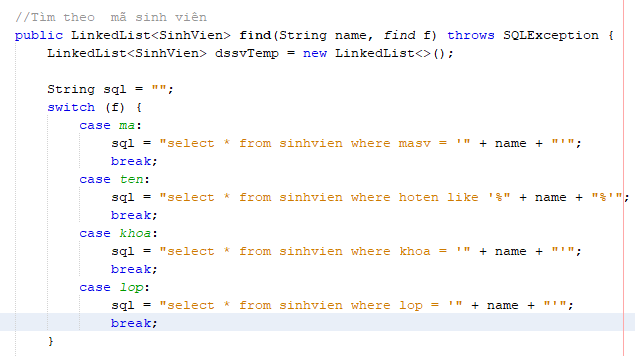 //Tìm theo  mã sinh viên
public LinkedList<SinhVien> find(String name, find f) throws SQLException {
    LinkedList<SinhVien> dssvTemp = new LinkedList<>();

    String sql = "";
    switch (f) {
        case ma:
            sql = "select * from sinhvien where masv = '" + name + "'";
            break;
        case ten:
            sql = "select * from sinhvien where hoten like '%" + name + "%'";
            break;
        case khoa:
            sql = "select * from sinhvien where khoa = '" + name + "'";
            break;
        case lop:
            sql = "select * from sinhvien where lop = '" + name + "'";
            break;
    }